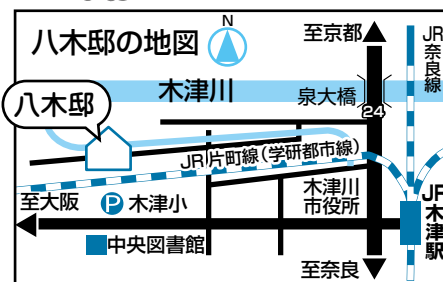 八木邸の地図
N
至京都
JR奈良線
木津川
泉大橋
24
八木邸
JR片町線(学研都市線)
至大阪
P 木津小
木津川
市役所
JR木津駅
中央図書館
至奈良